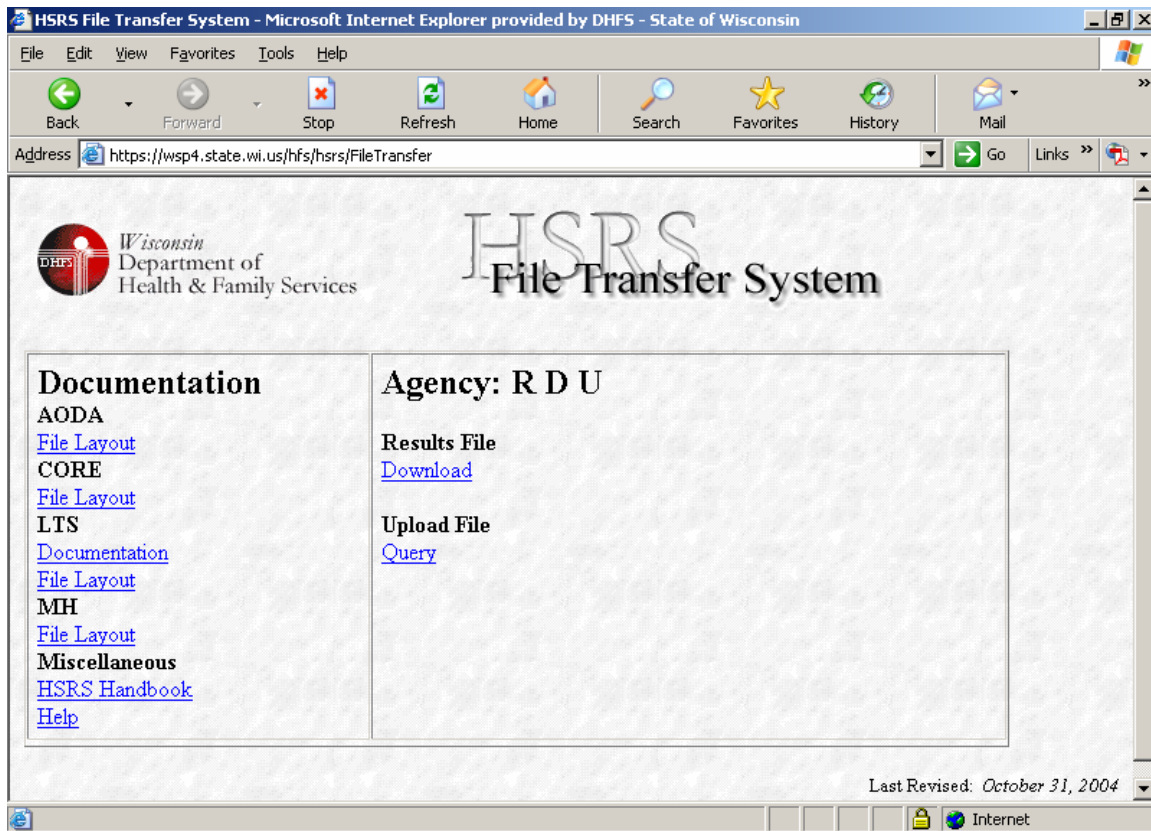 HSRS File Transfer System - Microsoft Internet Explorer provided by DHFS - State of Wisconsin
File Edit View Favorites Tools Help
Back Forward Stop Refresh Home Search Favorites History Mail »
Address https://wsp4.state.wi.us/hfs/hsrs/FileTransfer Go Links »
DHFS
Wisconsin
Department of
Health & Family Services
HSRS
File Transfer System
Documentation
AODA
File Layout
CORE
File Layout
LTS
Documentation
File Layout
MH
File Layout
Miscellaneous
HSRS Handbook
Help
Agency: R D U
Results File
Download
Upload File
Query
Last Revised: October 31, 2004
Internet